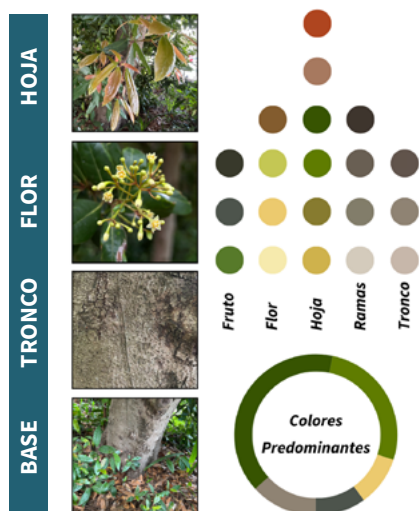 HOJA
FLOR
TRONCO
BASE
Fruto
Flor
Hoja
Ramas
Tronco
Colores
Predominantes